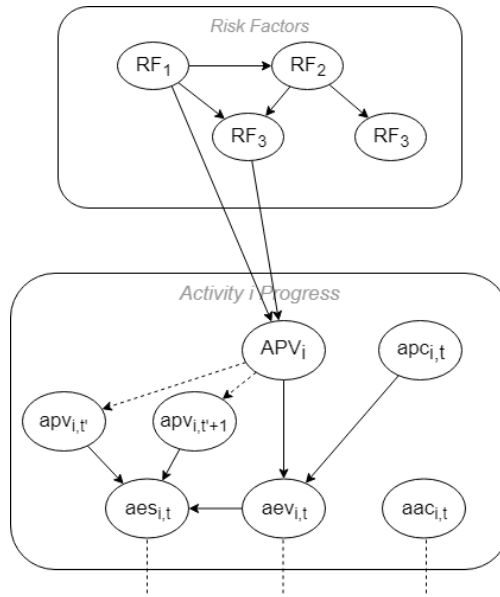 Risk Factors
RF1 RF2
RF3 RF3
Activity i Progress
APVi apci,t
apvi,t' apvi,t'+1
aesi,t aevi,t aaci,t